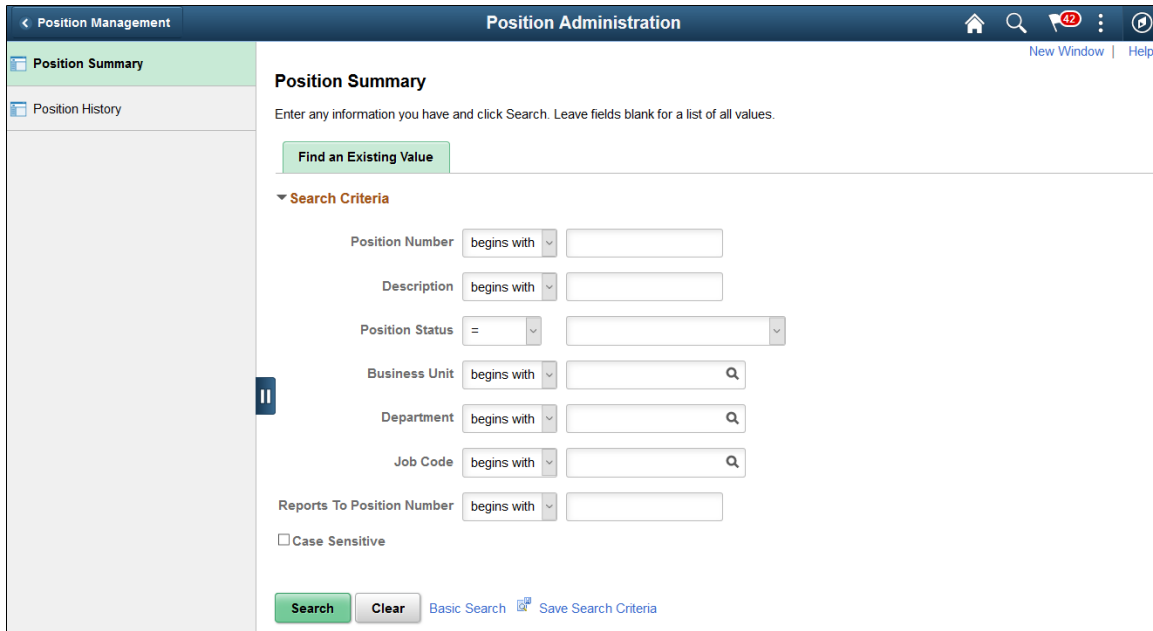 Position Management
Position Administration
42
New Window | Help
Position Summary
Position History
Position Summary
Enter any information you have and click Search. Leave fields blank for a list of all values.
Find an Existing Value
Search Criteria
Position Number begins with
Description begins with
Position Status =
Business Unit begins with
Department begins with
Job Code begins with
Reports To Position Number begins with
Case Sensitive
Search Clear Basic Search Save Search Criteria